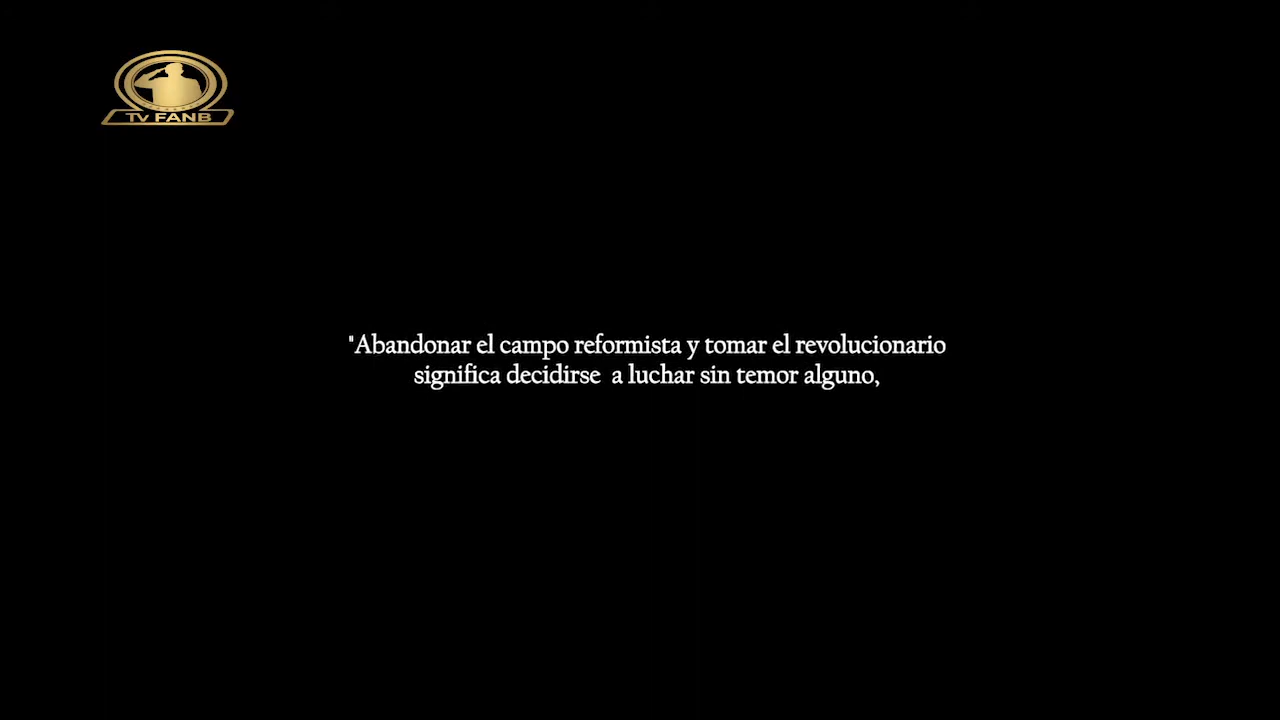 Tv FANB
"Abandonar el campo reformista y tomar el revolucionario
significa decidirse  a luchar sin temor alguno,